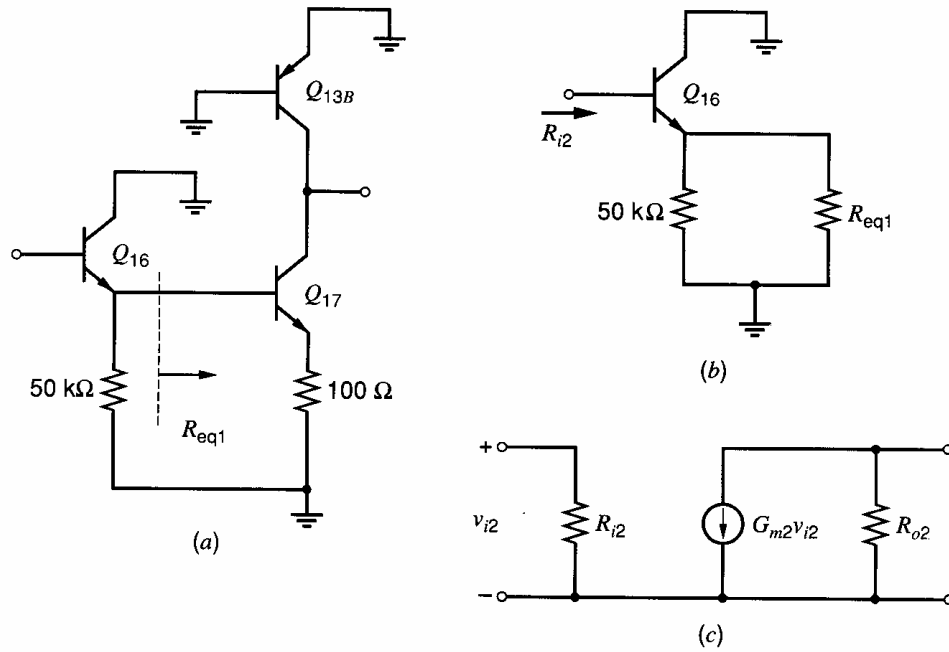 Q13B
Q16
Q17
50 kΩ
100 Ω
Req1
(a)
Q16
Ri2
50 kΩ
Req1
(b)
+
vi2
−
Ri2
Gm2vi2
Ro2
(c)